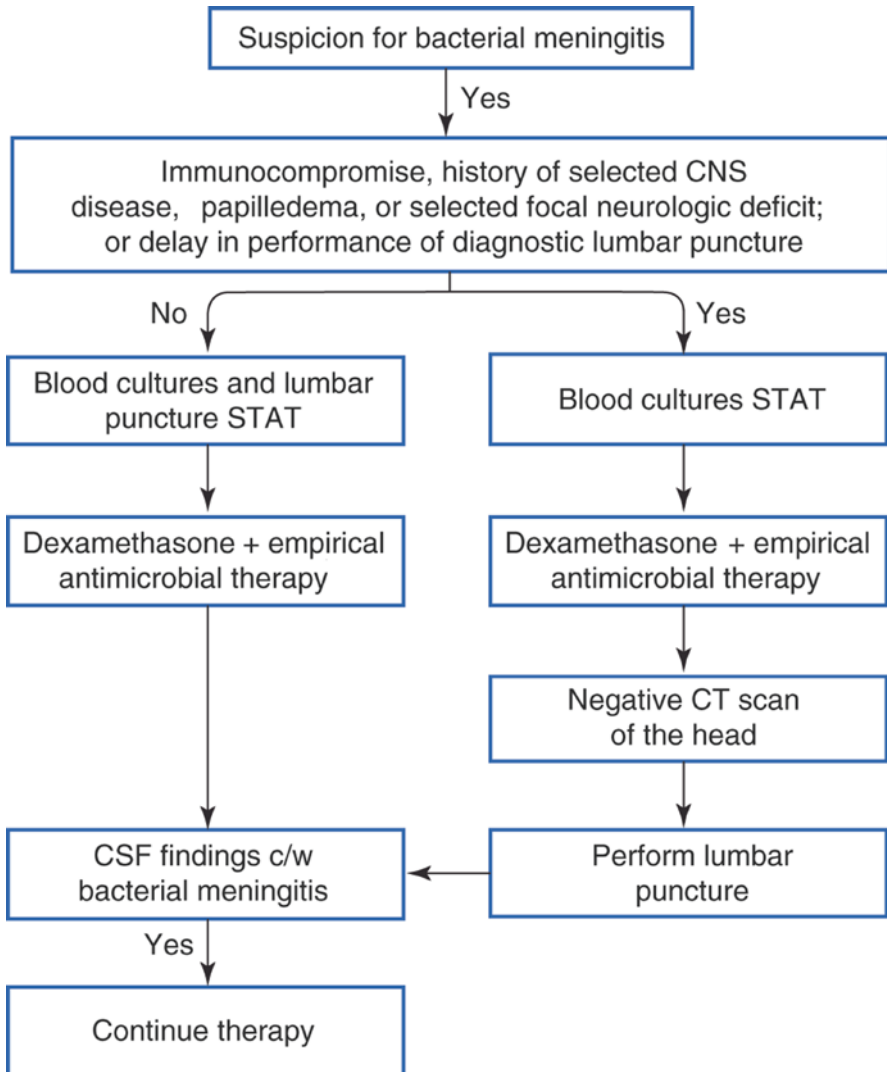 Suspicion for bacterial meningitis
Yes
Immunocompromise, history of selected CNS
disease, papilledema, or selected focal neurologic deficit;
or delay in performance of diagnostic lumbar puncture
No
Yes
Blood cultures and lumbar
puncture STAT
Blood cultures STAT
Dexamethasone + empirical
antimicrobial therapy
Dexamethasone + empirical
antimicrobial therapy
Negative CT scan
of the head
CSF findings c/w
bacterial meningitis
Perform lumbar
puncture
Yes
Continue therapy